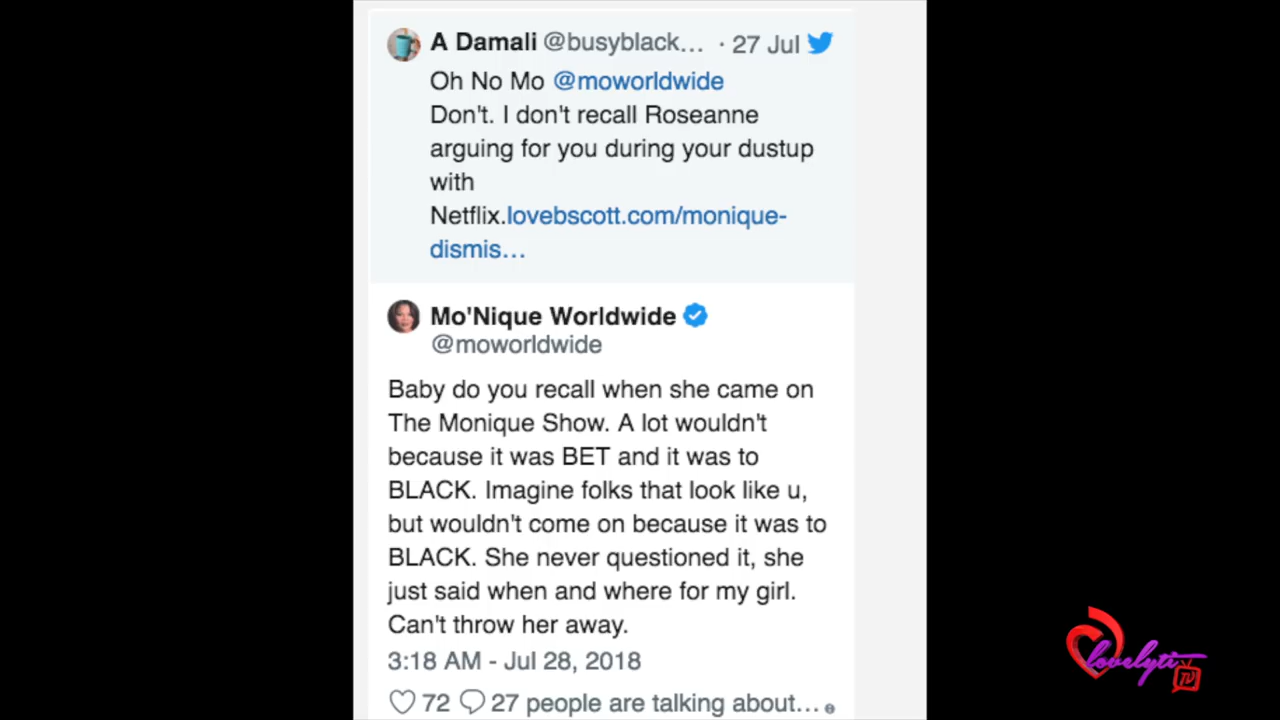 A Damali @busyblack... · 27 Jul
Oh No Mo @moworldwide
Don't. I don't recall Roseanne
arguing for you during your dustup
with
Netflix.lovebscott.com/monique-
dismis...
Mo'Nique Worldwide
@moworldwide
Baby do you recall when she came on
The Monique Show. A lot wouldn't
because it was BET and it was to
BLACK. Imagine folks that look like u,
but wouldn't come on because it was to
BLACK. She never questioned it, she
just said when and where for my girl.
Can't throw her away.
3:18 AM - Jul 28, 2018
72 27 people are talking about...
lovelyti
TV